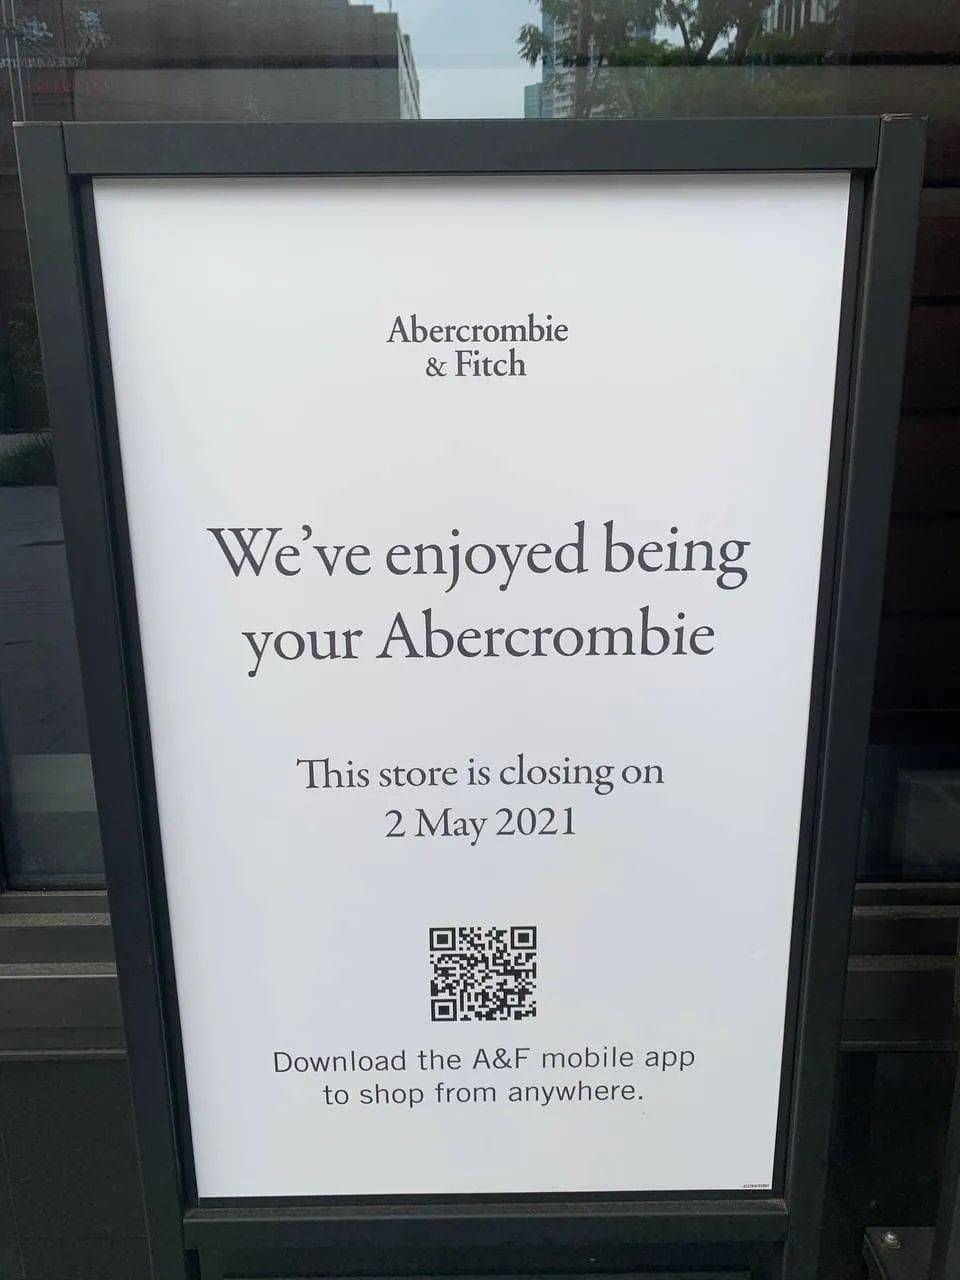 Abercrombie
& Fitch
We've enjoyed being
your Abercrombie
This store is closing on
2 May 2021
Download the A&F mobile app
to shop from anywhere.